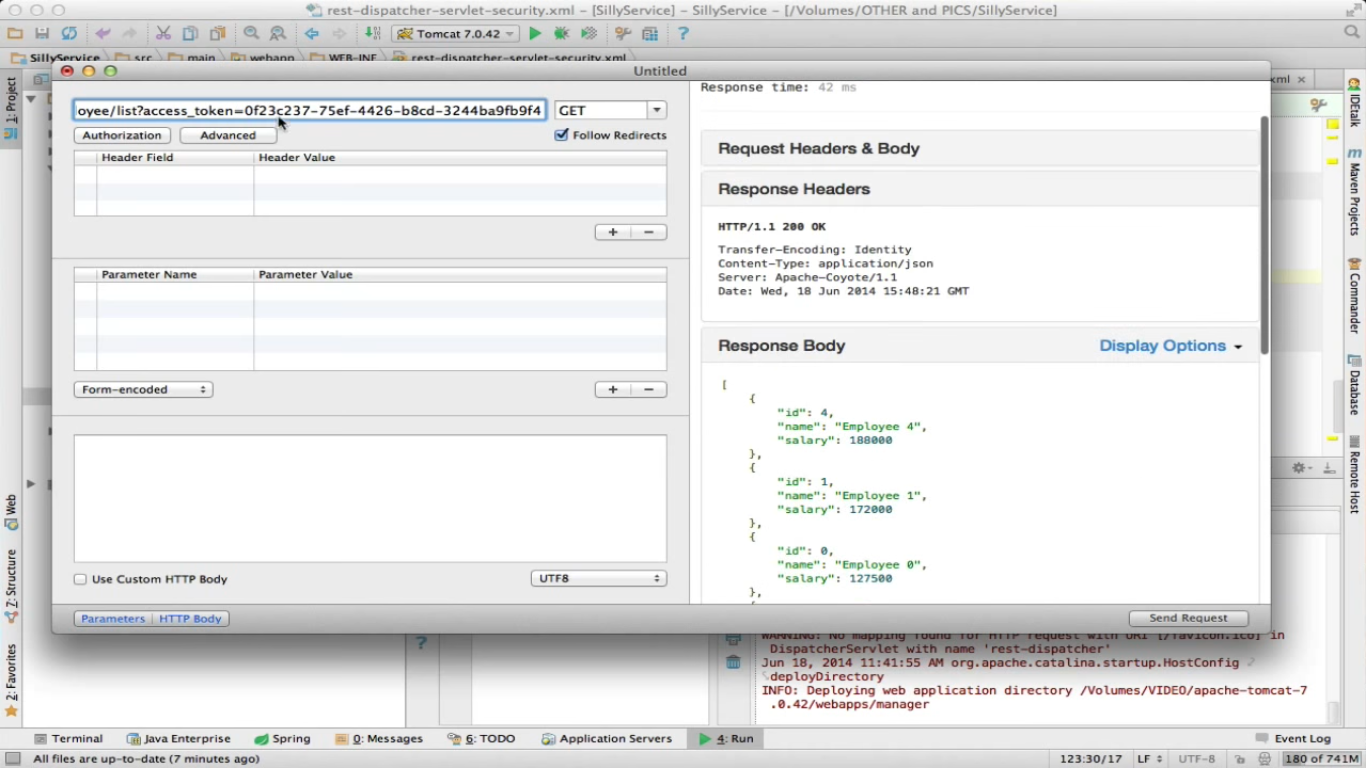 rest-dispatcher-servlet-security.xml - [SillyService] - SillyService - [/Volumes/OTHER and PICS/SillyService]
Tomcat 7.0.42
SillyService src main webapp WEB-INF rest-dispatcher-servlet-security.xml
Untitled
xml
1: Project
oyee/list?access_token=0f23c237-75ef-4426-b8cd-3244ba9fb9f4 GET
Authorization Advanced Follow Redirects
Header Field Header Value
+ -
Parameter Name Parameter Value
Form-encoded + -
Use Custom HTTP Body UTF8
Parameters HTTP Body Send Request
Response time: 42 ms
Request Headers & Body
Response Headers
HTTP/1.1 200 OK
Transfer-Encoding: Identity
Content-Type: application/json
Server: Apache-Coyote/1.1
Date: Wed, 18 Jun 2014 15:48:21 GMT
Response Body Display Options
[
{
"id": 4,
"name": "Employee 4",
"salary": 188000
},
{
"id": 1,
"name": "Employee 1",
"salary": 172000
},
{
"id": 0,
"name": "Employee 0",
"salary": 127500
},
IDEtalk
Maven Projects
Commander
Database
Remote Host
Web
Z: Structure
2: Favorites
WARNING: No mapping found for HTTP request with URI [/favicon.ico] in
DispatcherServlet with name 'rest-dispatcher'
Jun 18, 2014 11:41:55 AM org.apache.catalina.startup.HostConfig
deployDirectory
INFO: Deploying web application directory /Volumes/VIDEO/apache-tomcat-7
.0.42/webapps/manager
Terminal Java Enterprise Spring 0: Messages 6: TODO Application Servers 4: Run Event Log
All files are up-to-date (7 minutes ago) 123:30/17 LF UTF-8 180 of 741M